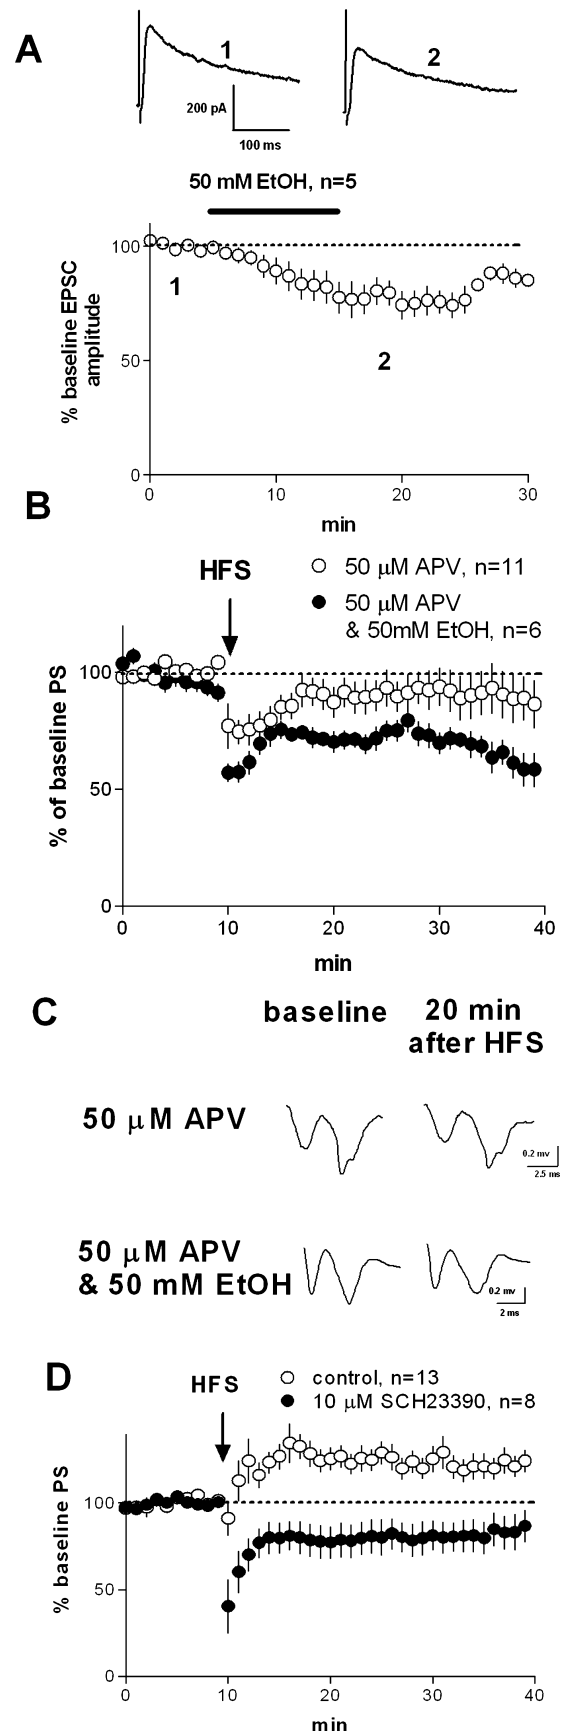 A
1
2
200 pA
100 ms
50 mM EtOH, n=5
100
50
0
% baseline EPSC
amplitude
1
2
0
10
20
30
min
B
HFS
50 μM APV, n=11
50 μM APV
& 50mM EtOH, n=6
100
50
0
% of baseline PS
0
10
20
30
40
min
C
baseline
20 min
after HFS
50 μM APV
0.2 mv
2.5 ms
50 μM APV
& 50 mM EtOH
0.2 mv
2 ms
D
HFS
control, n=13
10 μM SCH23390, n=8
100
50
0
% baseline PS
0
10
20
30
40
min